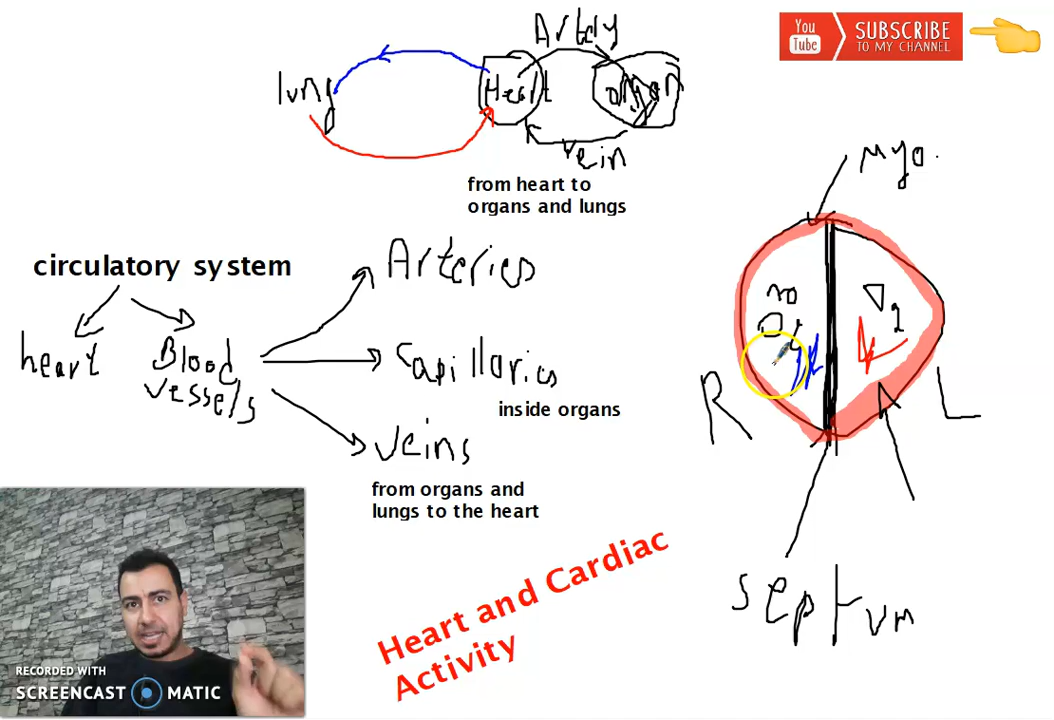 Artery
You
Tube
SUBSCRIBE
TO MY CHANNEL
lung
Heart
organ
vein
Myo.
from heart to
organs and lungs
circulatory system
Arteries
heart
Blood
vessels
Capillaries
inside organs
R
L
veins
from organs and
lungs to the heart
Heart and Cardiac
Activity
septum
RECORDED WITH
SCREENCAST MATIC